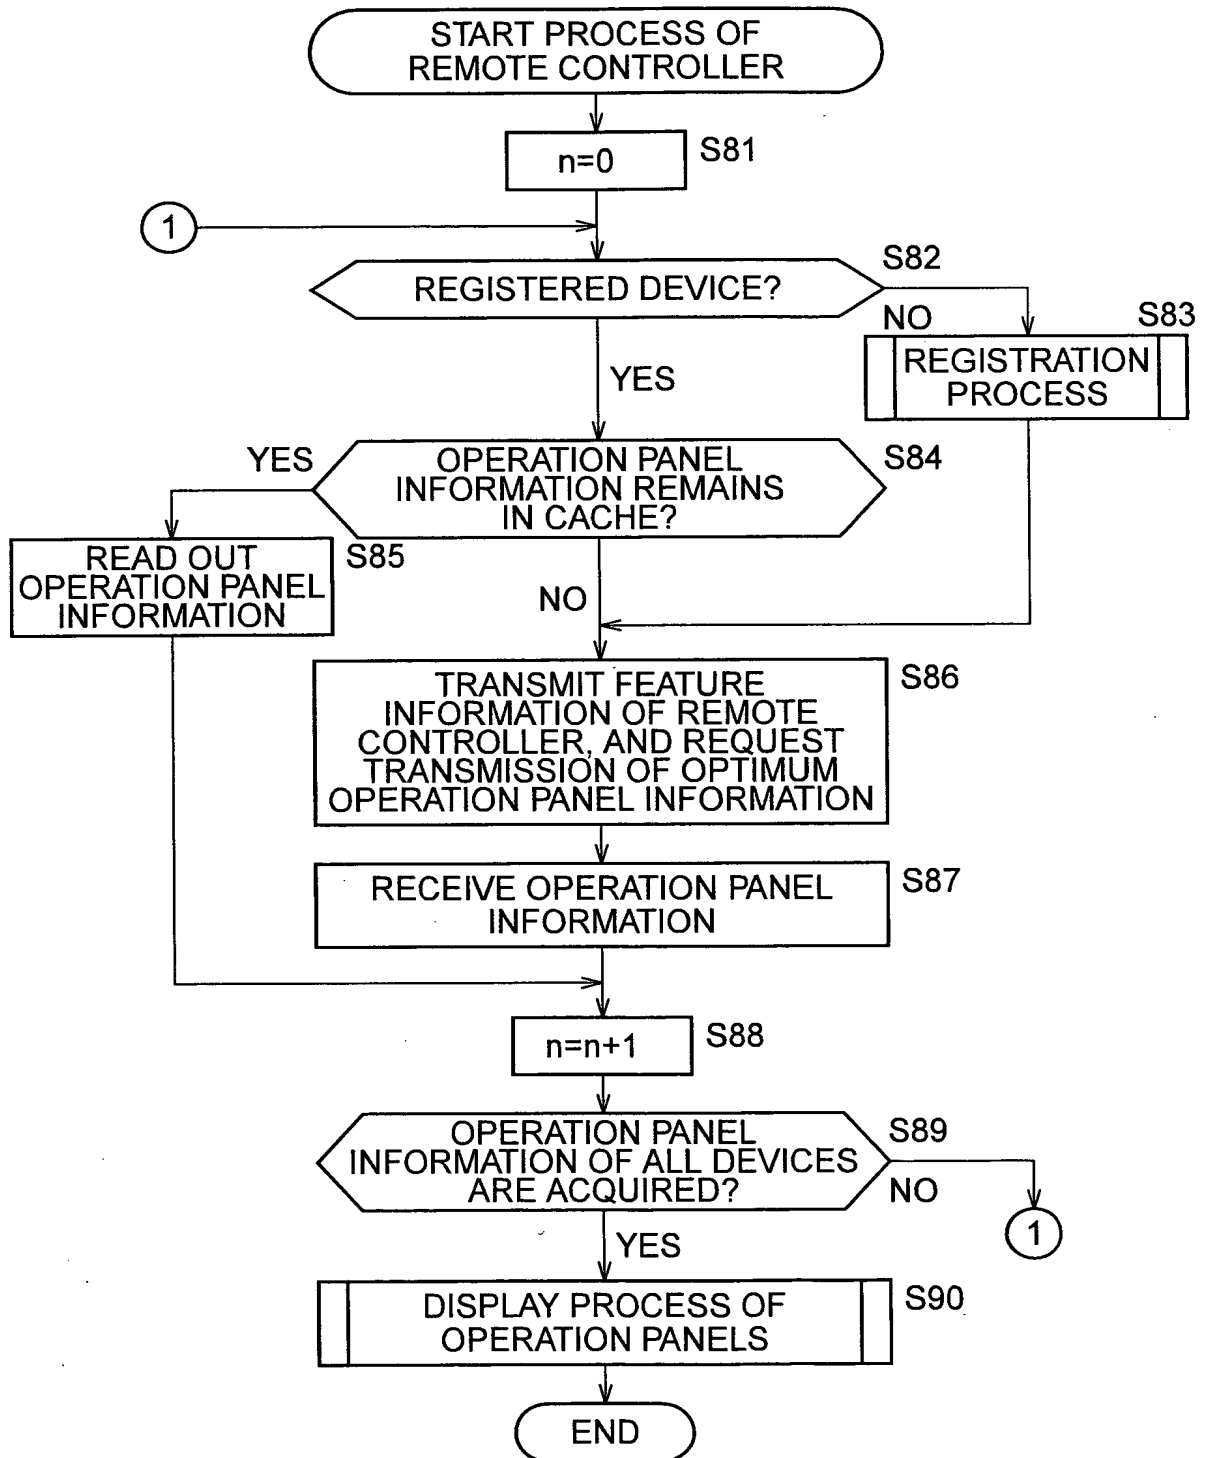 START PROCESS OF
REMOTE CONTROLLER
n=0
S81
1
REGISTERED DEVICE?
S82
NO
S83
REGISTRATION
PROCESS
YES
YES
OPERATION PANEL
INFORMATION REMAINS
IN CACHE?
S84
READ OUT
OPERATION PANEL
INFORMATION
S85
NO
TRANSMIT FEATURE
INFORMATION OF REMOTE
CONTROLLER, AND REQUEST
TRANSMISSION OF OPTIMUM
OPERATION PANEL INFORMATION
S86
RECEIVE OPERATION PANEL
INFORMATION
S87
n=n+1
S88
OPERATION PANEL
INFORMATION OF ALL DEVICES
ARE ACQUIRED?
S89
NO
1
YES
DISPLAY PROCESS OF
OPERATION PANELS
S90
END